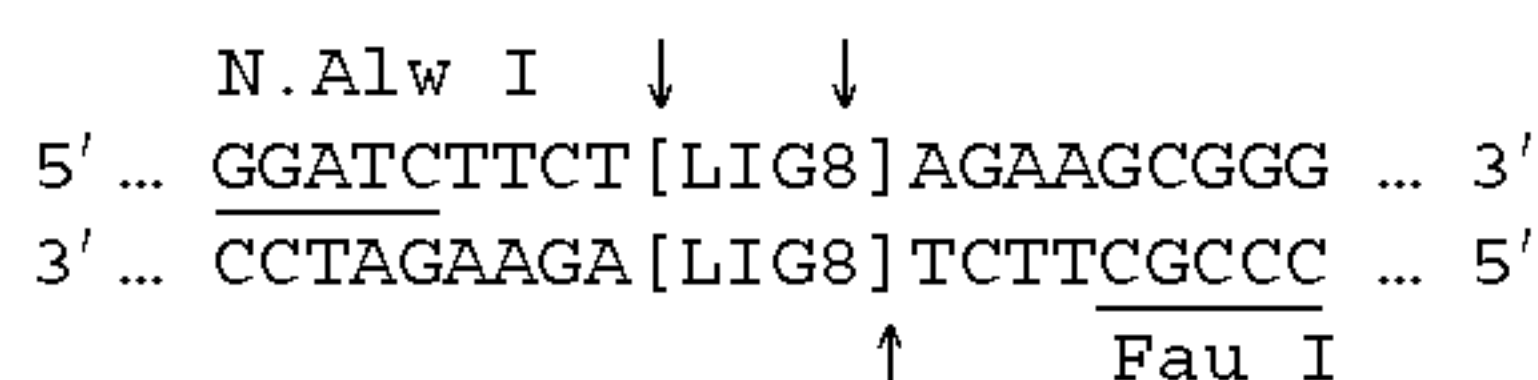 N.Alw I ↓ ↓
5′ … GGATCTTCT[LIG8]AGAAGCGGG … 3′
3′ … CCTAGAAGA[LIG8]TCTTCGCCC … 5′
↑ Fau I